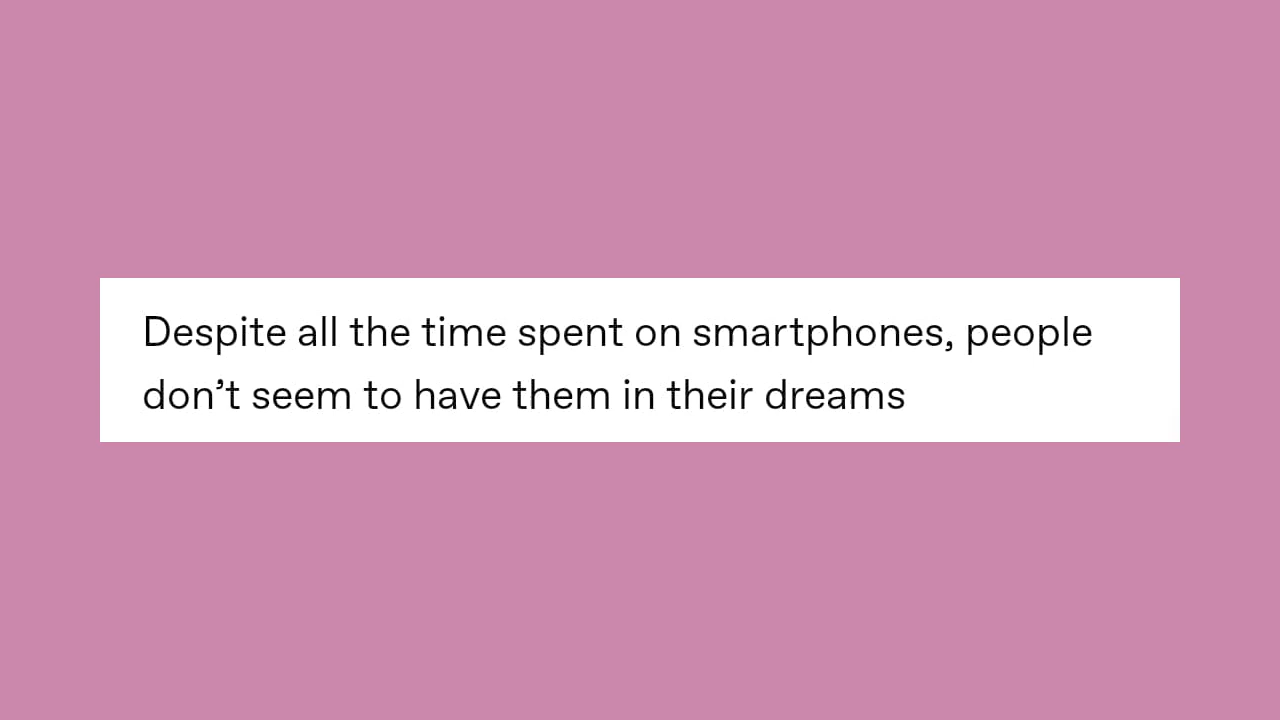 Despite all the time spent on smartphones, people
don’t seem to have them in their dreams